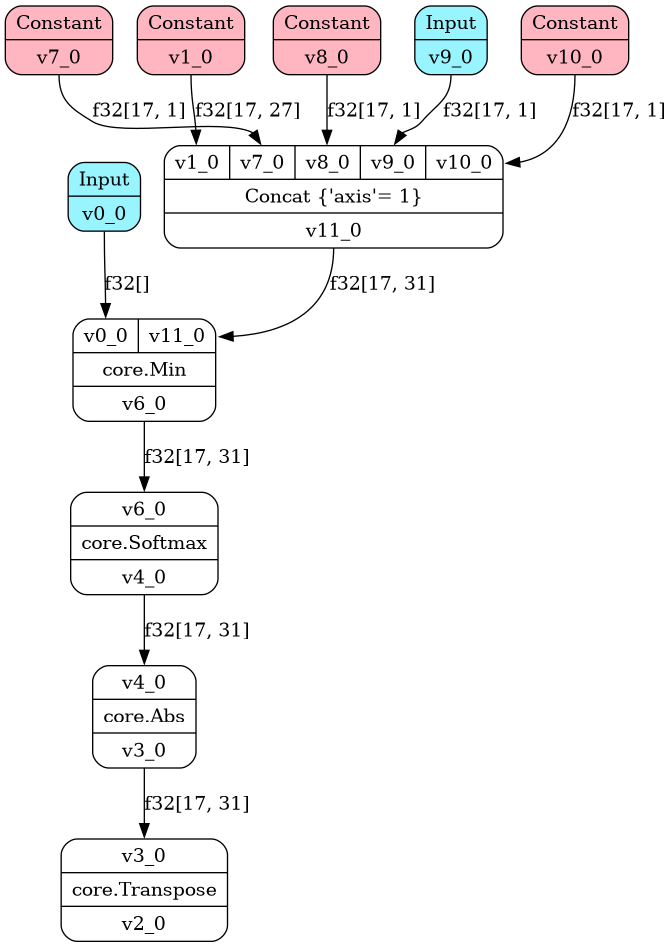 Constant
v7_0
Constant
v1_0
Constant
v8_0
Input
v9_0
Constant
v10_0
f32[17, 1]
f32[17, 27]
f32[17, 1]
f32[17, 1]
f32[17, 1]
v1_0 v7_0 v8_0 v9_0 v10_0
Concat {'axis'= 1}
v11_0
Input
v0_0
f32[]
f32[17, 31]
v0_0 v11_0
core.Min
v6_0
f32[17, 31]
v6_0
core.Softmax
v4_0
f32[17, 31]
v4_0
core.Abs
v3_0
f32[17, 31]
v3_0
core.Transpose
v2_0